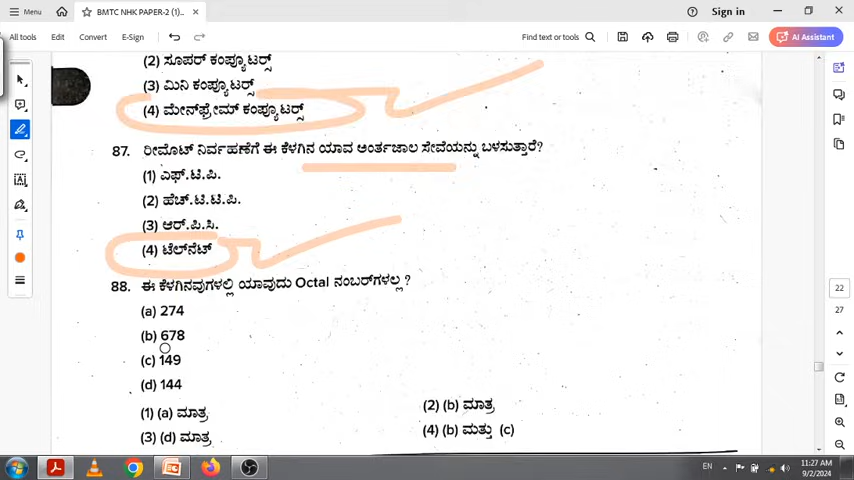 Menu
BMTC NHK PAPER-2 (1)...
Create
Sign in
All tools
Edit
Convert
E-Sign
Find text or tools
AI Assistant
(2) ಸೂಪರ್ ಕಂಪ್ಯೂಟರ್ಸ್
(3) ಮಿನಿ ಕಂಪ್ಯೂಟರ್ಸ್
(4) ಮೇನ್‌ಫ್ರೇಮ್ ಕಂಪ್ಯೂಟರ್ಸ್
87. ರೀಮೊಟ್ ನಿರ್ವಹಣೆಗೆ ಈ ಕೆಳಗಿನ ಯಾವ ಅಂರ್ತಜಾಲ ಸೇವೆಯನ್ನು ಬಳಸುತ್ತಾರೆ?
(1) ಎಫ್.ಟಿ.ಪಿ.
(2) ಹೆಚ್.ಟಿ.ಟಿ.ಪಿ.
(3) ಆರ್.ಪಿ.ಸಿ.
(4) ಟೆಲ್‌ನೆಟ್
88. ಈ ಕೆಳಗಿನವುಗಳಲ್ಲಿ ಯಾವುದು Octal ನಂಬರ್‌ಗಳಲ್ಲ ?
(a) 274
(b) 678
(c) 149
(d) 144
(1) (a) ಮಾತ್ರ
(2) (b) ಮಾತ್ರ
(3) (d) ಮಾತ್ರ
(4) (b) ಮತ್ತು (c)
22
27
EN
11:27 AM
9/2/2024